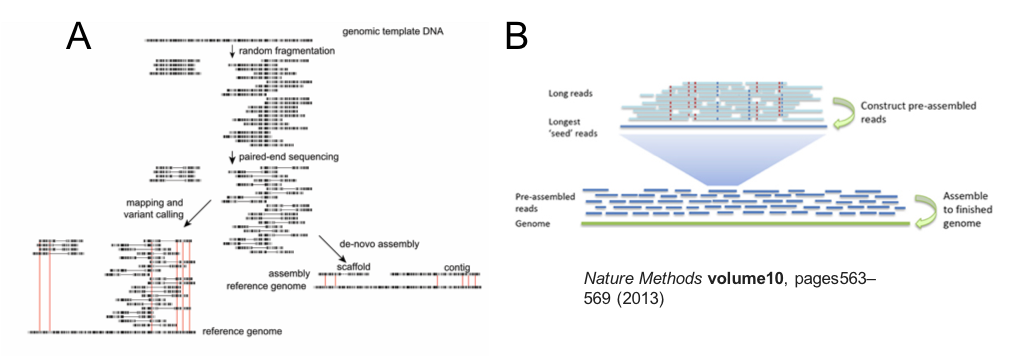 A
genomic template DNA
random fragmentation
paired-end sequencing
mapping and
variant calling
de-novo assembly
scaffold
contig
assembly
reference genome
reference genome
B
Long reads
Longest
'seed' reads
Construct pre-assembled
reads
Pre-assembled
reads
Genome
Assemble
to finished
genome
Nature Methods volume10, pages563–
569 (2013)